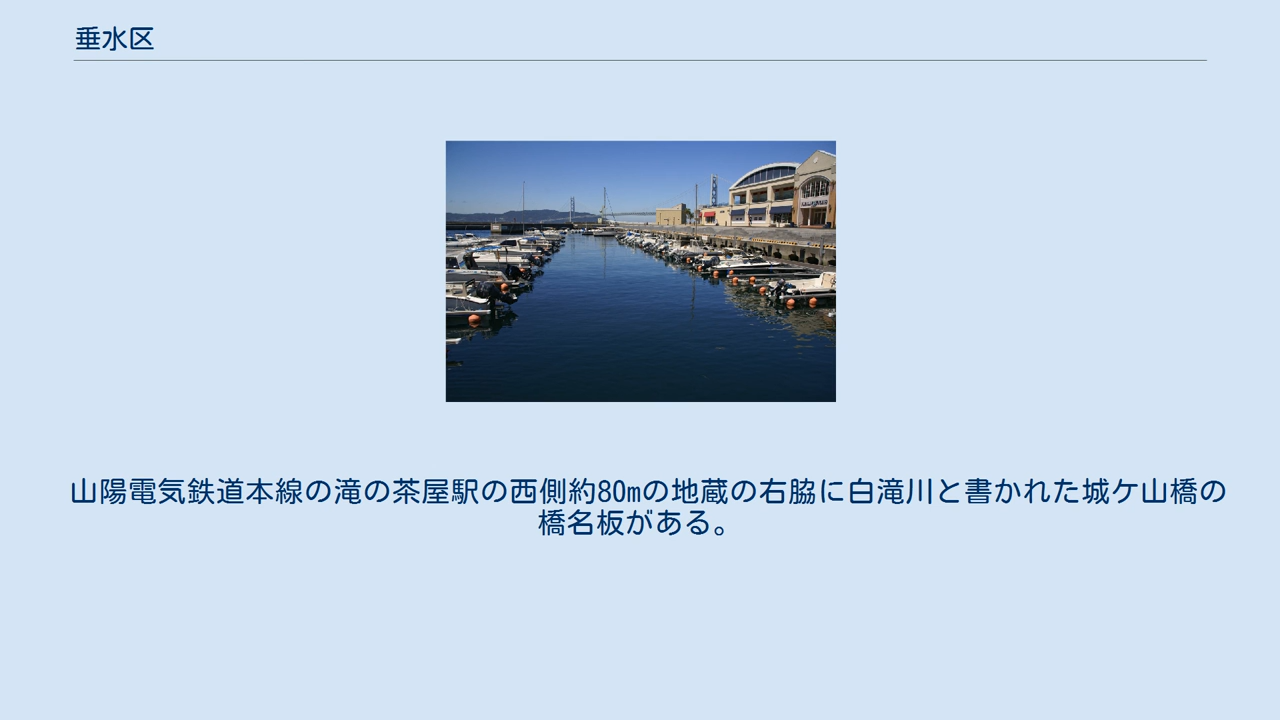 垂水区
山陽電気鉄道本線の滝の茶屋駅の西側約80mの地蔵の右脇に白滝川と書かれた城ケ山橋の
橋名板がある。